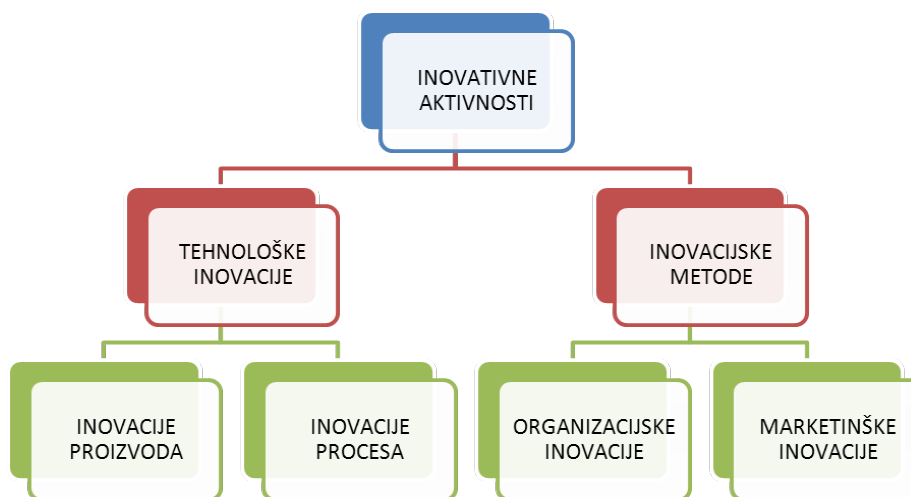 INOVATIVNE
AKTIVNOSTI
TEHNOLOŠKE
INOVACIJE
INOVACIJSKE
METODE
INOVACIJE
PROIZVODA
INOVACIJE
PROCESA
ORGANIZACIJSKE
INOVACIJE
MARKETINŠKE
INOVACIJE